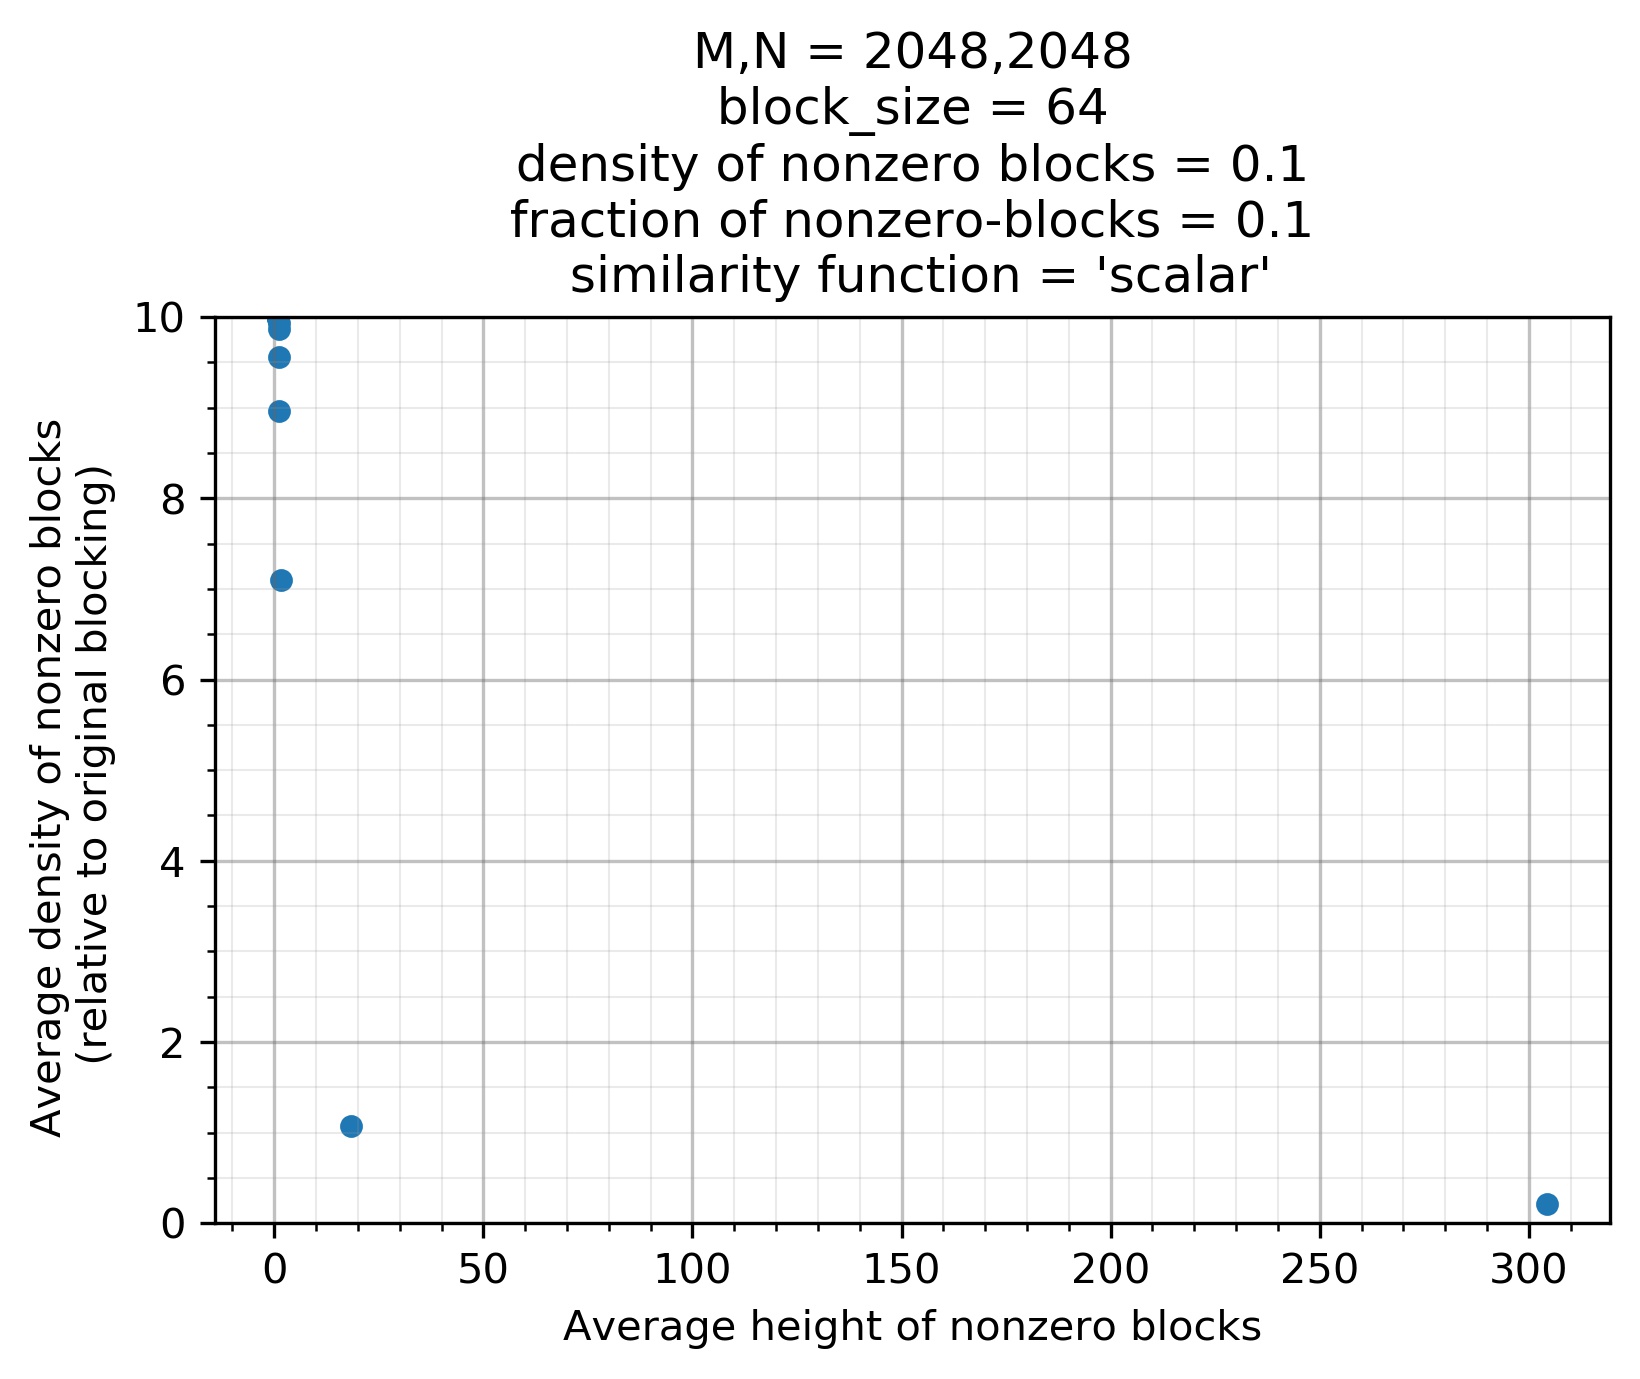 M,N = 2048,2048
block_size = 64
density of nonzero blocks = 0.1
fraction of nonzero-blocks = 0.1
similarity function = 'scalar'
10
8
6
4
2
0
Average density of nonzero blocks
(relative to original blocking)
0 50 100 150 200 250 300
Average height of nonzero blocks